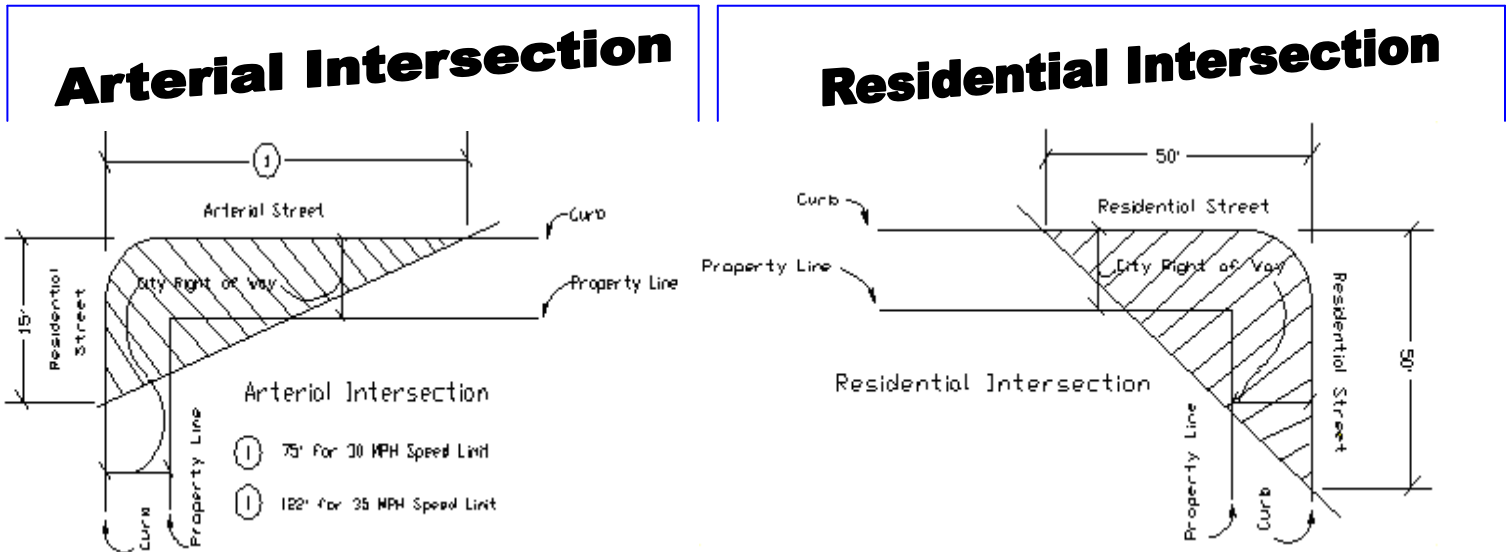 Arterial Intersection
1
Arterial Street
Curb
15'
Residential
Street
City Right of Way
Property Line
Arterial Intersection
1 75' for 30 MPH Speed Limit
1 122' for 35 MPH Speed Limit
Property Line
Curb
Residential Intersection
50'
Curb
Residential Street
Property Line
City Right of Way
Residential Street
50'
Residential Intersection
Property Line
Curb